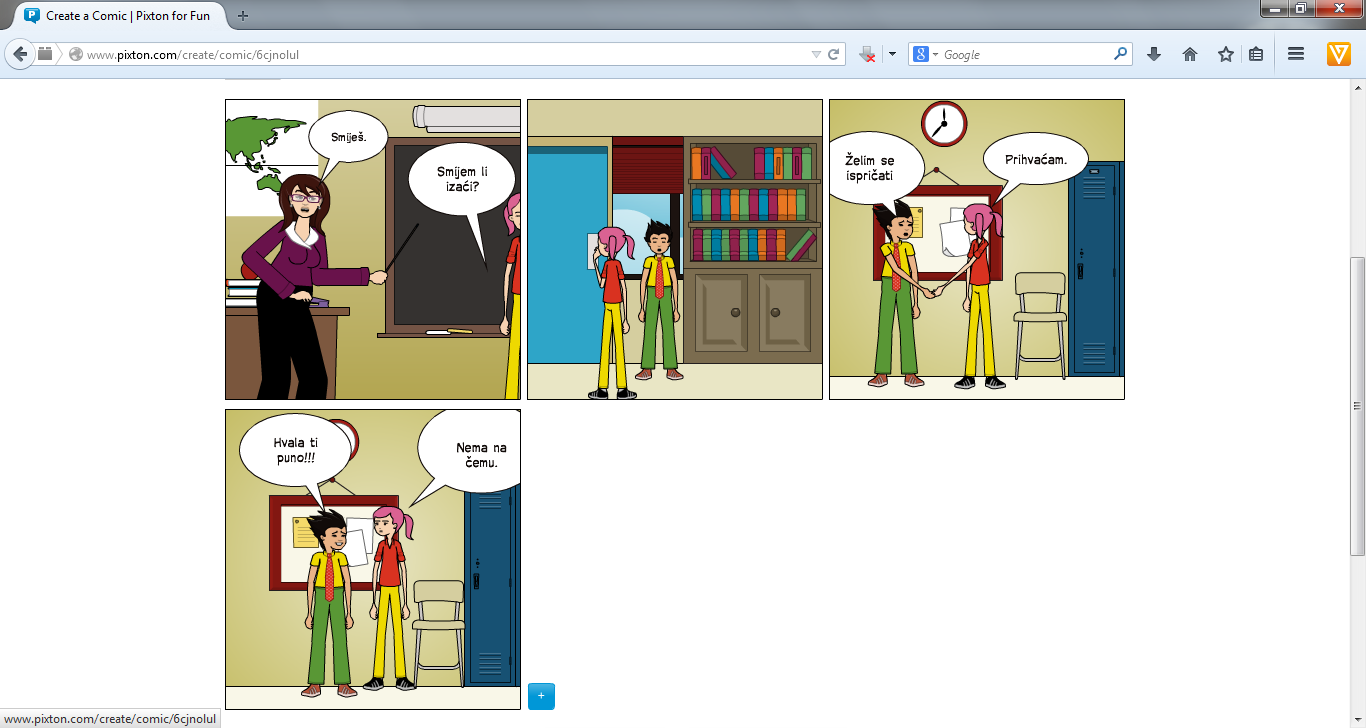 Create a Comic | Pixton for Fun
www.pixton.com/create/comic/6cjnolul
Google
Smiješ.
Smijem li
izaći?
Želim se
ispričati
Prihvaćam.
Hvala ti
puno!!!
Nema na
čemu.
+
www.pixton.com/create/comic/6cjnolul